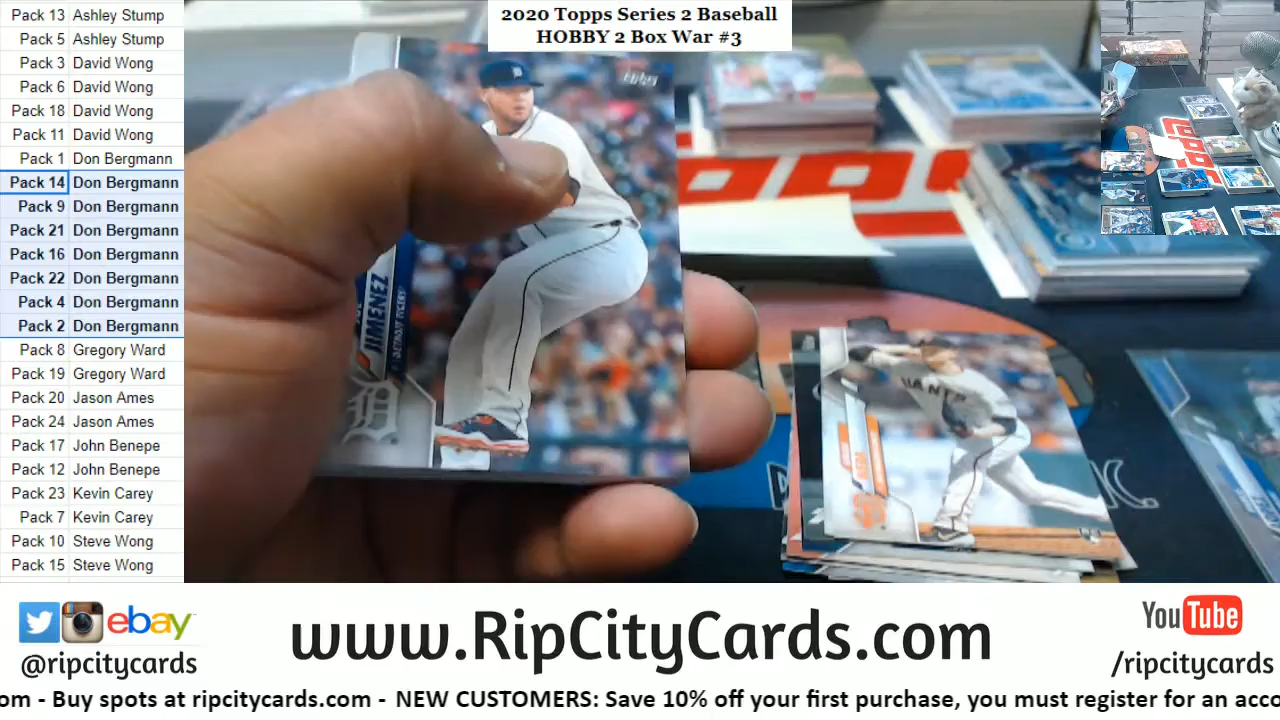 Pack 13 Ashley Stump
Pack 5 Ashley Stump
Pack 3 David Wong
Pack 6 David Wong
Pack 18 David Wong
Pack 11 David Wong
Pack 1 Don Bergmann
Pack 14 Don Bergmann
Pack 9 Don Bergmann
Pack 21 Don Bergmann
Pack 16 Don Bergmann
Pack 22 Don Bergmann
Pack 4 Don Bergmann
Pack 2 Don Bergmann
Pack 8 Gregory Ward
Pack 19 Gregory Ward
Pack 20 Jason Ames
Pack 24 Jason Ames
Pack 17 John Benepe
Pack 12 John Benepe
Pack 23 Kevin Carey
Pack 7 Kevin Carey
Pack 10 Steve Wong
Pack 15 Steve Wong
2020 Topps Series 2 Baseball
HOBBY 2 Box War #3
JIMENEZ
DETROIT TIGERS
D
GIANTS
ebay
@ripcitycards
www.RipCityCards.com
YouTube
/ripcitycards
om - Buy spots at ripcitycards.com - NEW CUSTOMERS: Save 10% off your first purchase, you must register for an acco